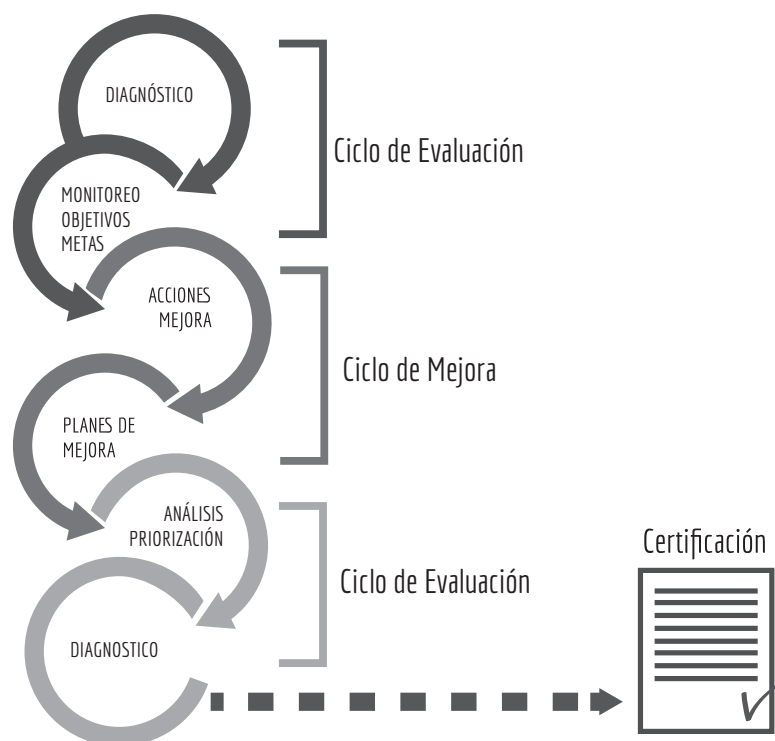 DIAGNÓSTICO
Ciclo de Evaluación
MONITOREO
OBJETIVOS
METAS
ACCIONES
MEJORA
Ciclo de Mejora
PLANES DE
MEJORA
ANÁLISIS
PRIORIZACIÓN
Ciclo de Evaluación
DIAGNOSTICO
Certificación